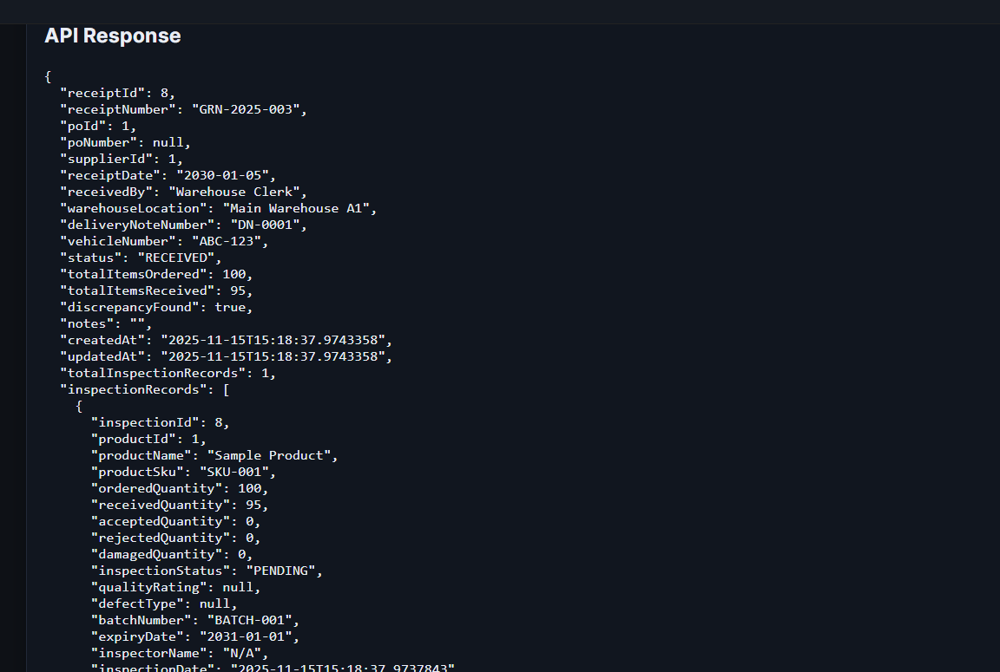 API Response
{
  "receiptId": 8,
  "receiptNumber": "GRN-2025-003",
  "poId": 1,
  "poNumber": null,
  "supplierId": 1,
  "receiptDate": "2030-01-05",
  "receivedBy": "Warehouse Clerk",
  "warehouseLocation": "Main Warehouse A1",
  "deliveryNoteNumber": "DN-0001",
  "vehicleNumber": "ABC-123",
  "status": "RECEIVED",
  "totalItemsOrdered": 100,
  "totalItemsReceived": 95,
  "discrepancyFound": true,
  "notes": "",
  "createdAt": "2025-11-15T15:18:37.9743358",
  "updatedAt": "2025-11-15T15:18:37.9743358",
  "totalInspectionRecords": 1,
  "inspectionRecords": [
    {
      "inspectionId": 8,
      "productId": 1,
      "productName": "Sample Product",
      "productSku": "SKU-001",
      "orderedQuantity": 100,
      "receivedQuantity": 95,
      "acceptedQuantity": 0,
      "rejectedQuantity": 0,
      "damagedQuantity": 0,
      "inspectionStatus": "PENDING",
      "qualityRating": null,
      "defectType": null,
      "batchNumber": "BATCH-001",
      "expiryDate": "2031-01-01",
      "inspectorName": "N/A",
      "inspectionDate": "2025-11-15T15:18:37.9737843"